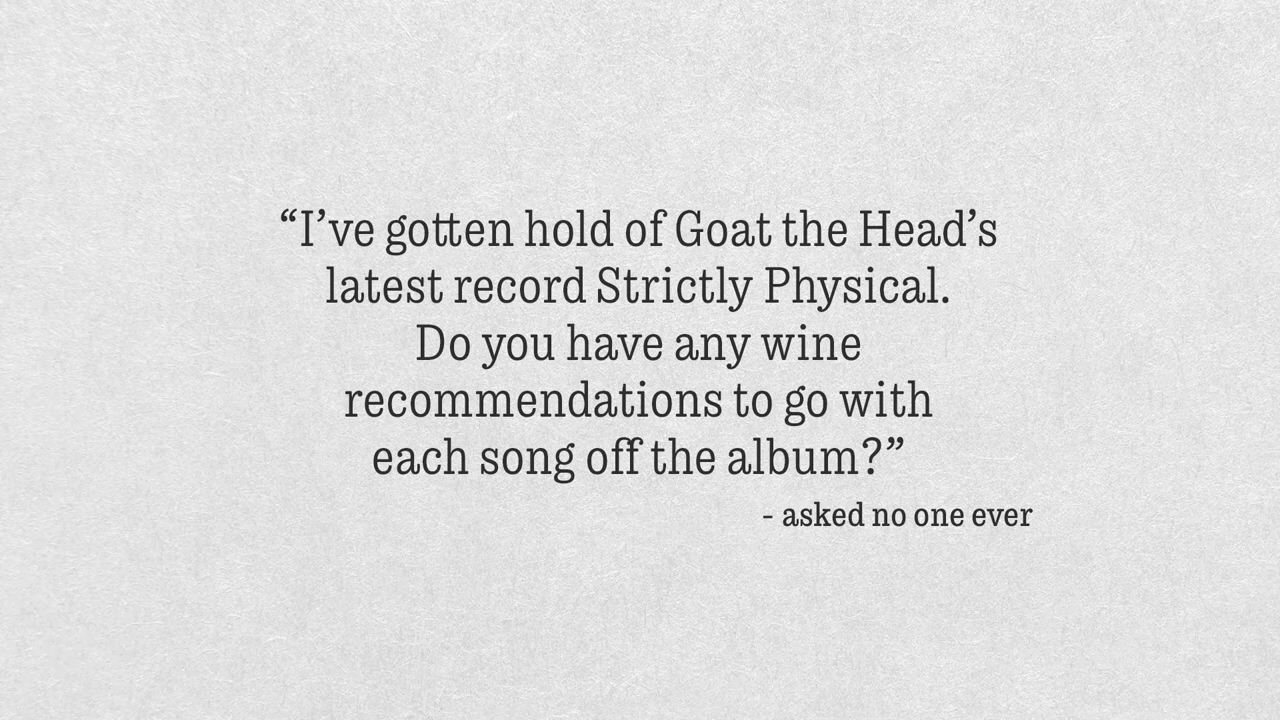 “I’ve gotten hold of Goat the Head’s
latest record Strictly Physical.
Do you have any wine
recommendations to go with
each song off the album?”
- asked no one ever